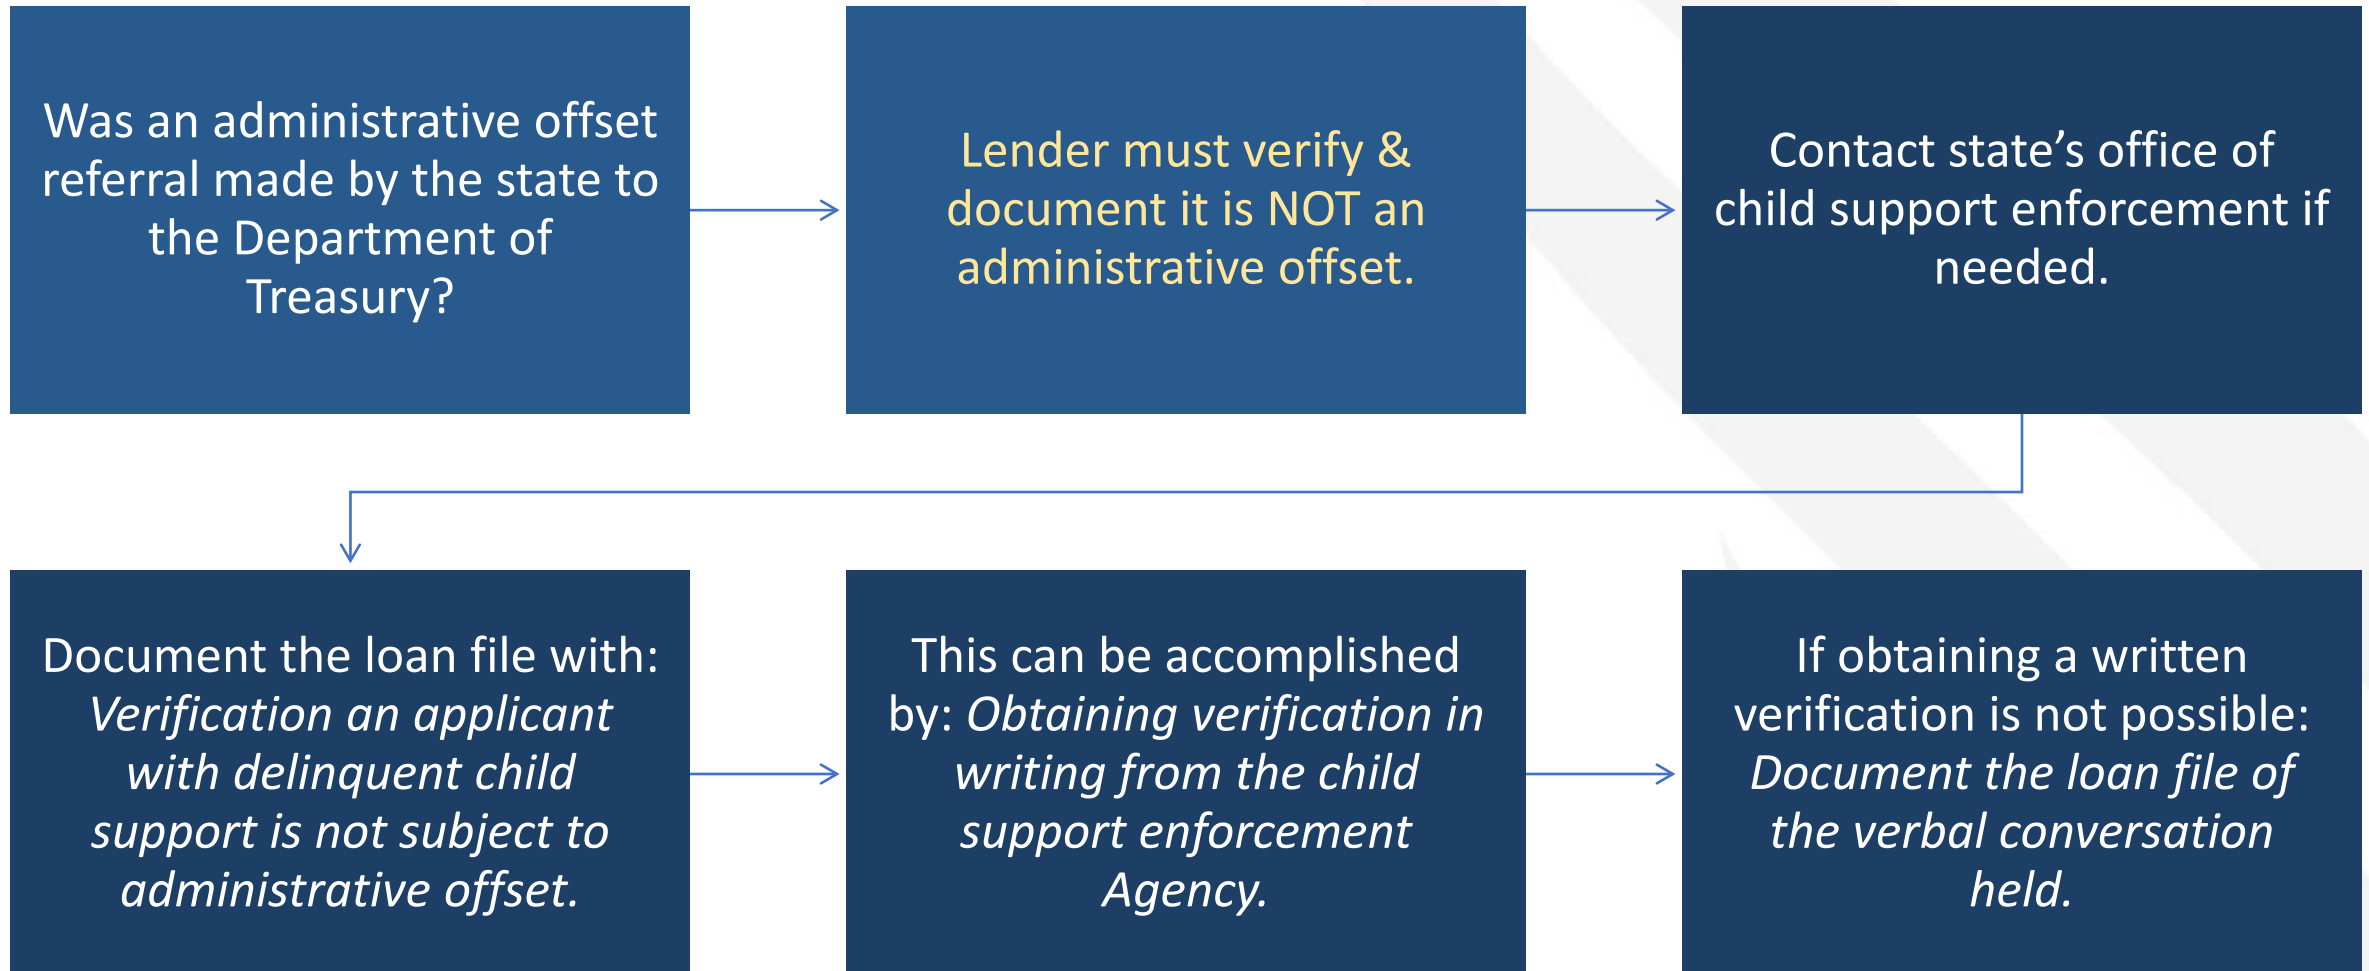 Was an administrative offset
referral made by the state to
the Department of
Treasury?
Lender must verify &
document it is NOT an
administrative offset.
Contact state’s office of
child support enforcement if
needed.
Document the loan file with:
Verification an applicant
with delinquent child
support is not subject to
administrative offset.
This can be accomplished
by: Obtaining verification in
writing from the child
support enforcement
Agency.
If obtaining a written
verification is not possible:
Document the loan file of
the verbal conversation
held.